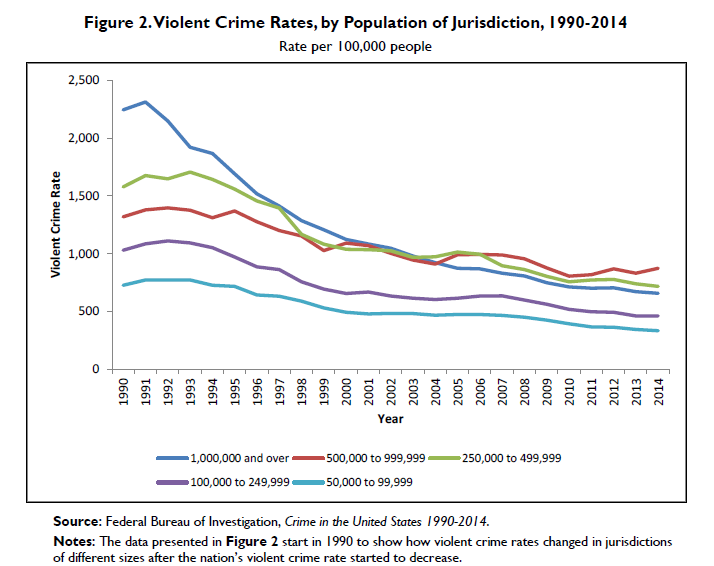 Figure 2. Violent Crime Rates, by Population of Jurisdiction, 1990-2014
Rate per 100,000 people
2,500
2,000
1,500
1,000
500
0
Violent Crime Rate
1990 1991 1992 1993 1994 1995 1996 1997 1998 1999 2000 2001 2002 2003 2004 2005 2006 2007 2008 2009 2010 2011 2012 2013 2014
Year
1,000,000 and over 500,000 to 999,999 250,000 to 499,999
100,000 to 249,999 50,000 to 99,999
Source: Federal Bureau of Investigation, Crime in the United States 1990-2014.
Notes: The data presented in Figure 2 start in 1990 to show how violent crime rates changed in jurisdictions
of different sizes after the nation's violent crime rate started to decrease.